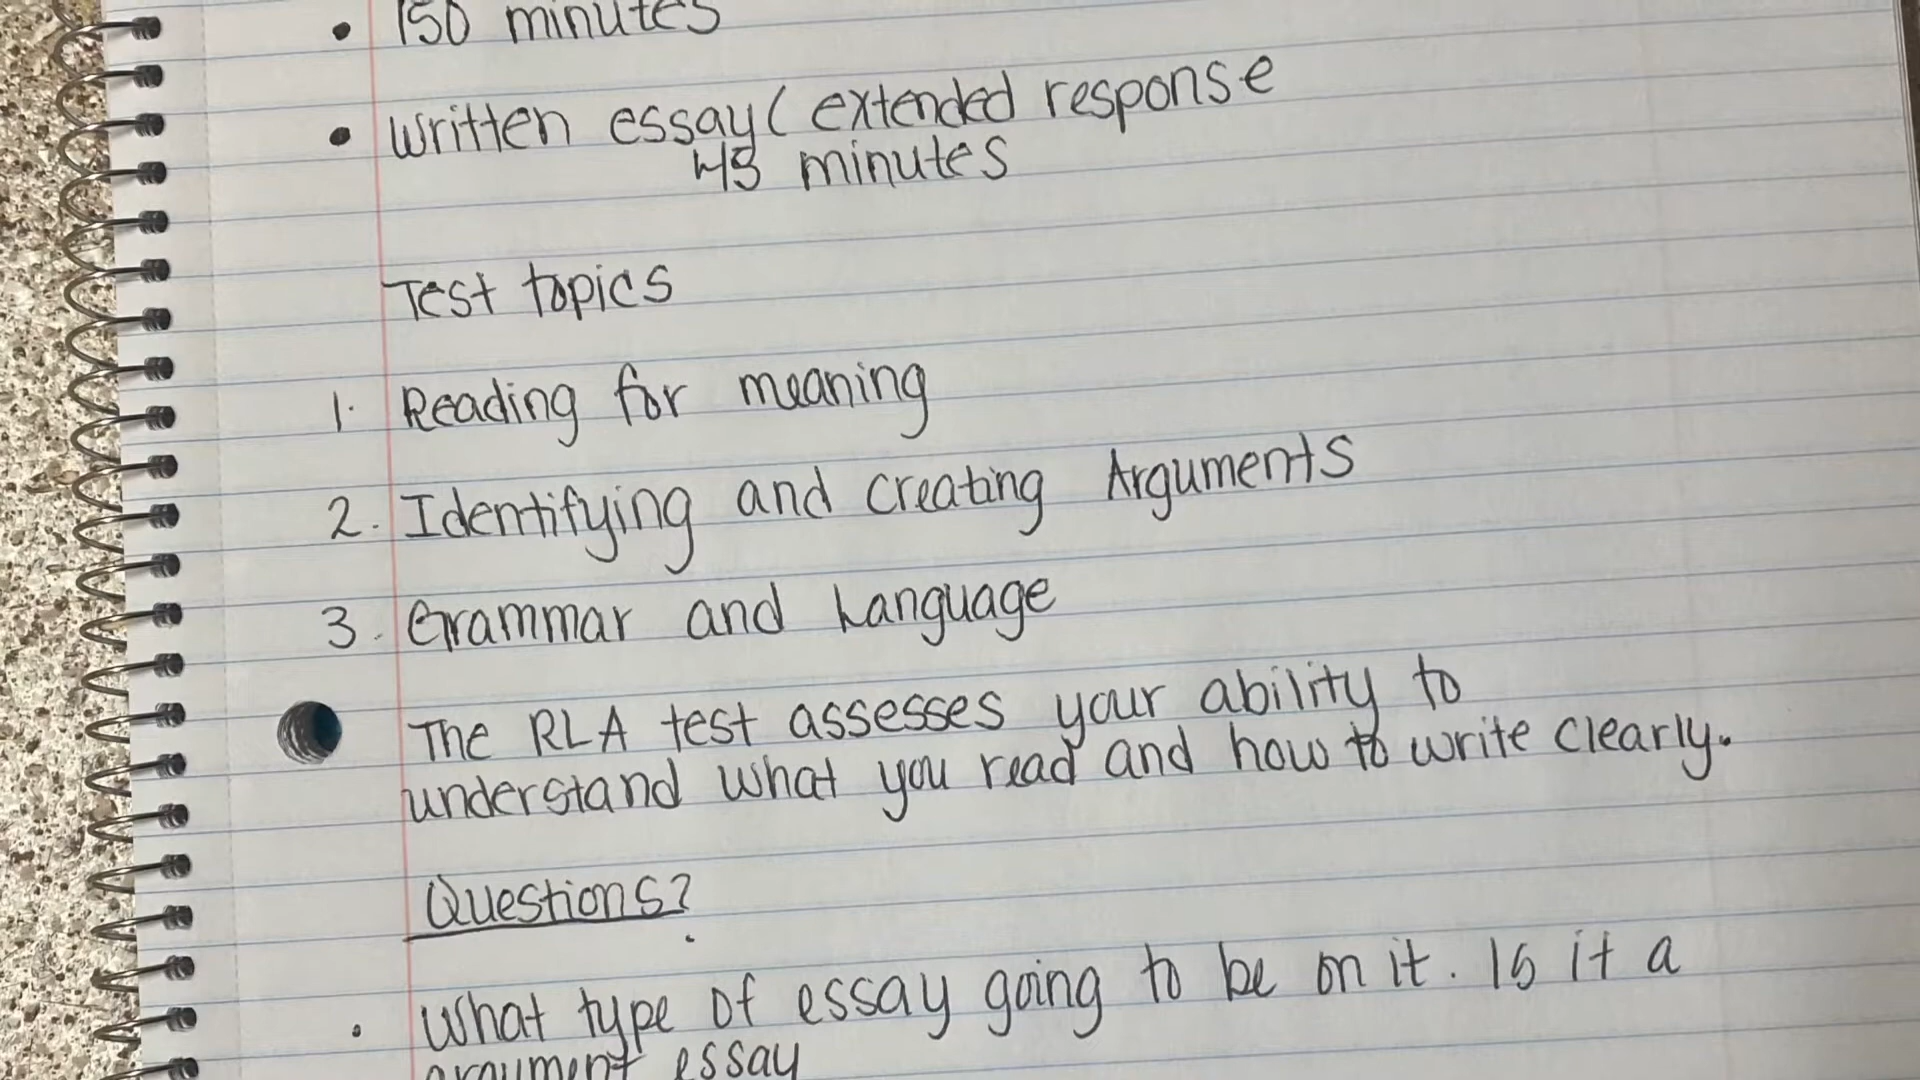 • 150 minutes
• written essay ( extended response
45 minutes
Test topics
1. Reading for meaning
2. Identifying and creating Arguments
3. Grammar and Language
The RLA test assesses your ability to
understand what you read and how to write clearly.
Questions?
• What type of essay going to be on it. Is it a
argument essay